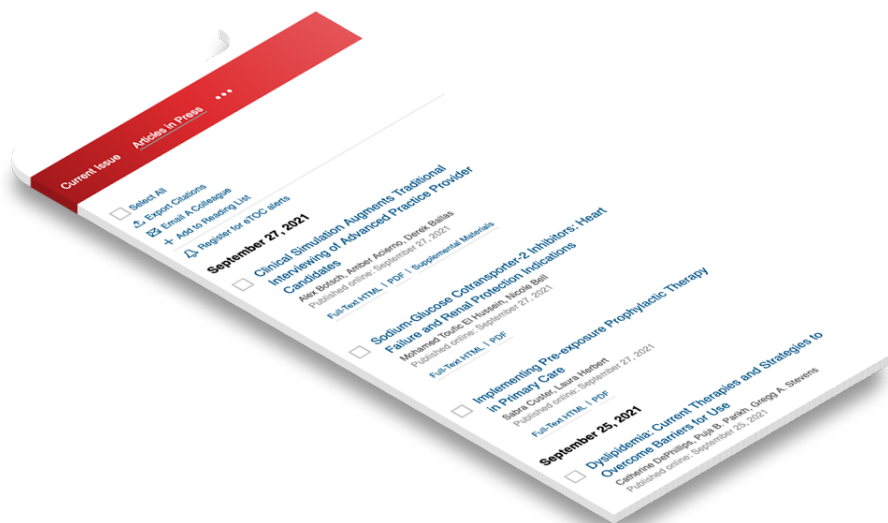 Current Issue Articles in Press •••
Select All
Export Citations
Email A Colleague
Add to Reading List
Register for eTOC alerts
September 27, 2021
Clinical Simulation Augments Traditional
Interviewing of Advanced Practice Provider
Candidates
Alex Botsch, Amber Acierno, Derek Ballas
Published online: September 27, 2021
Full-Text HTML | PDF | Supplemental Materials
Sodium-Glucose Cotransporter-2 Inhibitors: Heart
Failure and Renal Protection Indications
Mohamed Toufic El Hussein, Nicole Bell
Published online: September 27, 2021
Full-Text HTML | PDF
Implementing Pre-exposure Prophylactic Therapy
in Primary Care
Sabra Custer, Laura Herbert
Published online: September 27, 2021
Full-Text HTML | PDF
September 25, 2021
Dyslipidemia: Current Therapies and Strategies to
Overcome Barriers for Use
Catherine DePhillips, Puja B. Parikh, Gregg A. Stevens
Published online: September 25, 2021